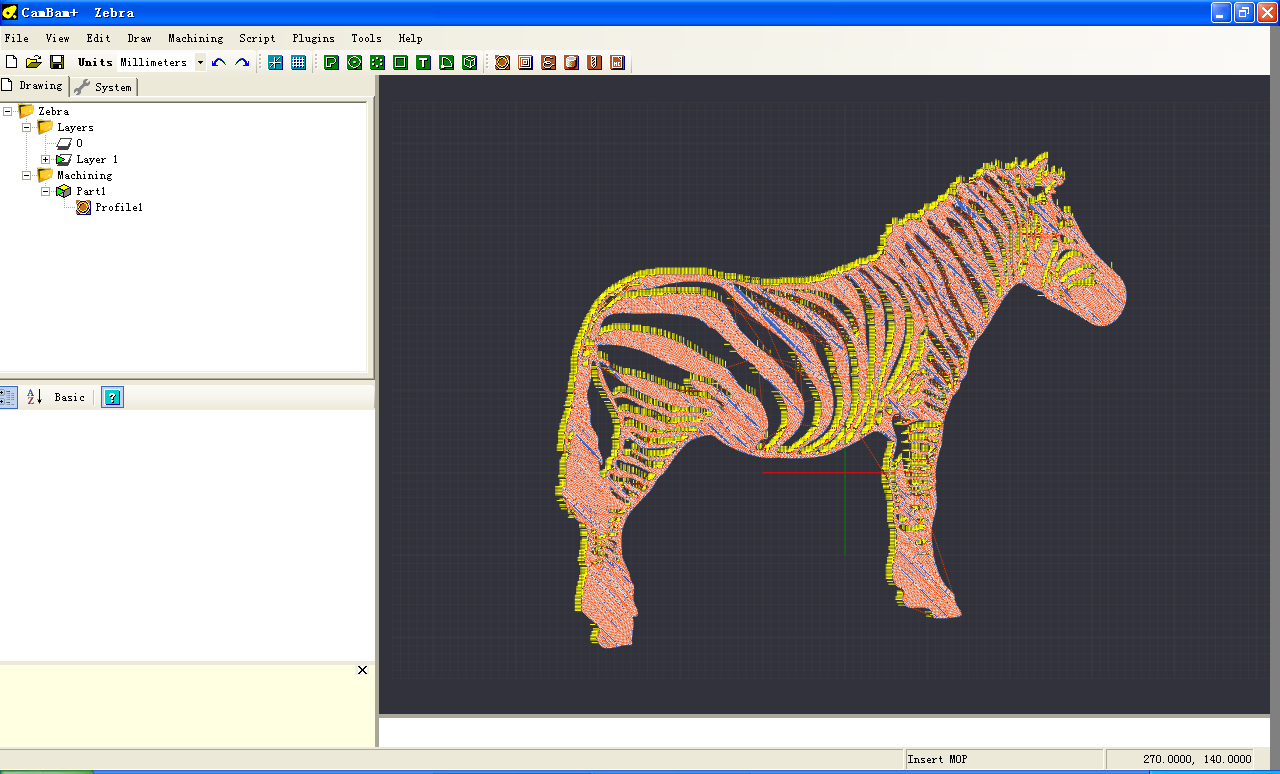 CamBam+ Zebra
File View Edit Draw Machining Script Plugins Tools Help
Units Millimeters
Drawing System
Zebra
Layers
0
Layer 1
Machining
Part1
Profile1
Basic
Insert MOP
270.0000, 140.0000